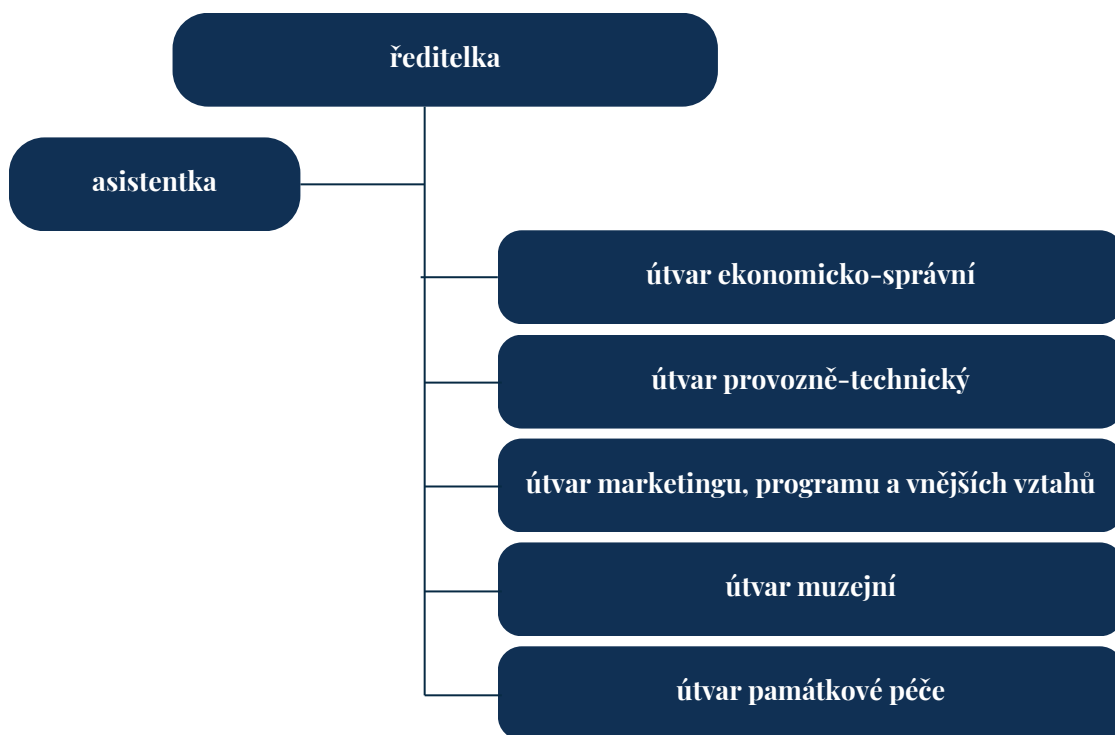 ředitelka
asistentka
útvar ekonomicko-správní
útvar provozně-technický
útvar marketingu, programu a vnějších vztahů
útvar muzejní
útvar památkové péče